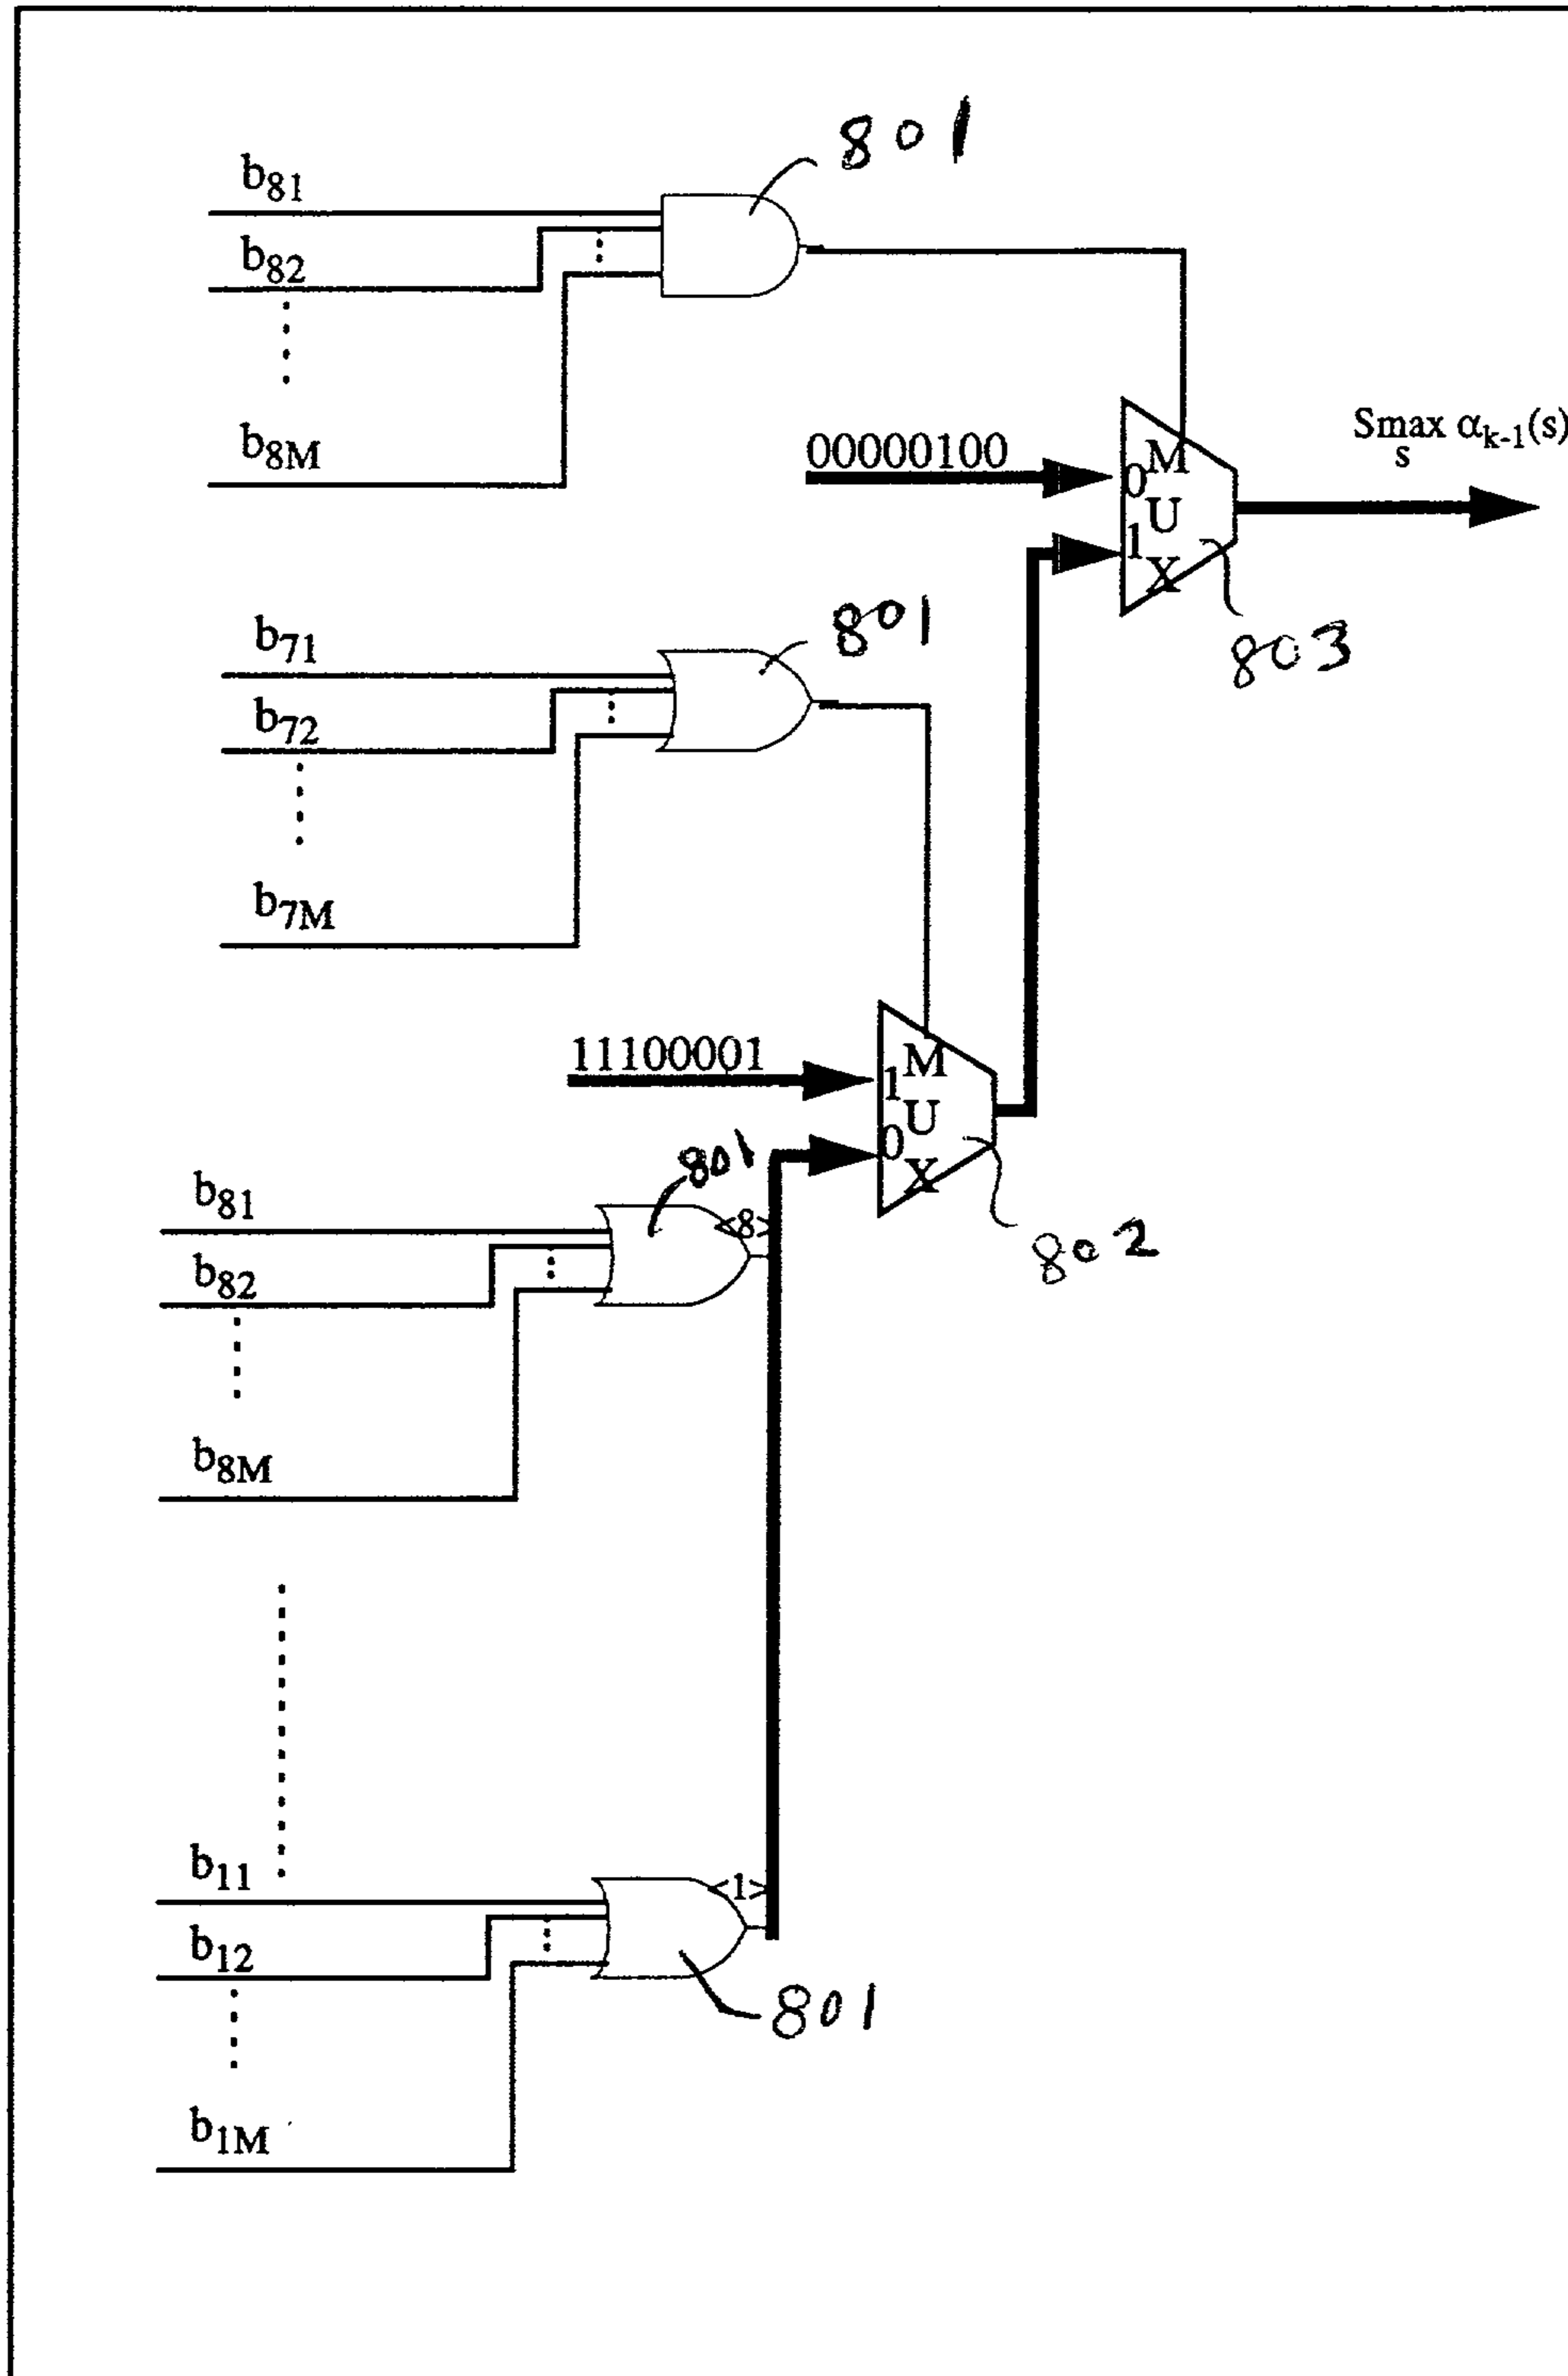 801
b81
b82
b8M
00000100
Smax αk-1(s)
s
0 M
U
1 X
803
b71
801
b72
b7M
11100001
1 M
U
0 X
802
b81
801
<8>
b82
b8M
b11
<1>
b12
801
b1M